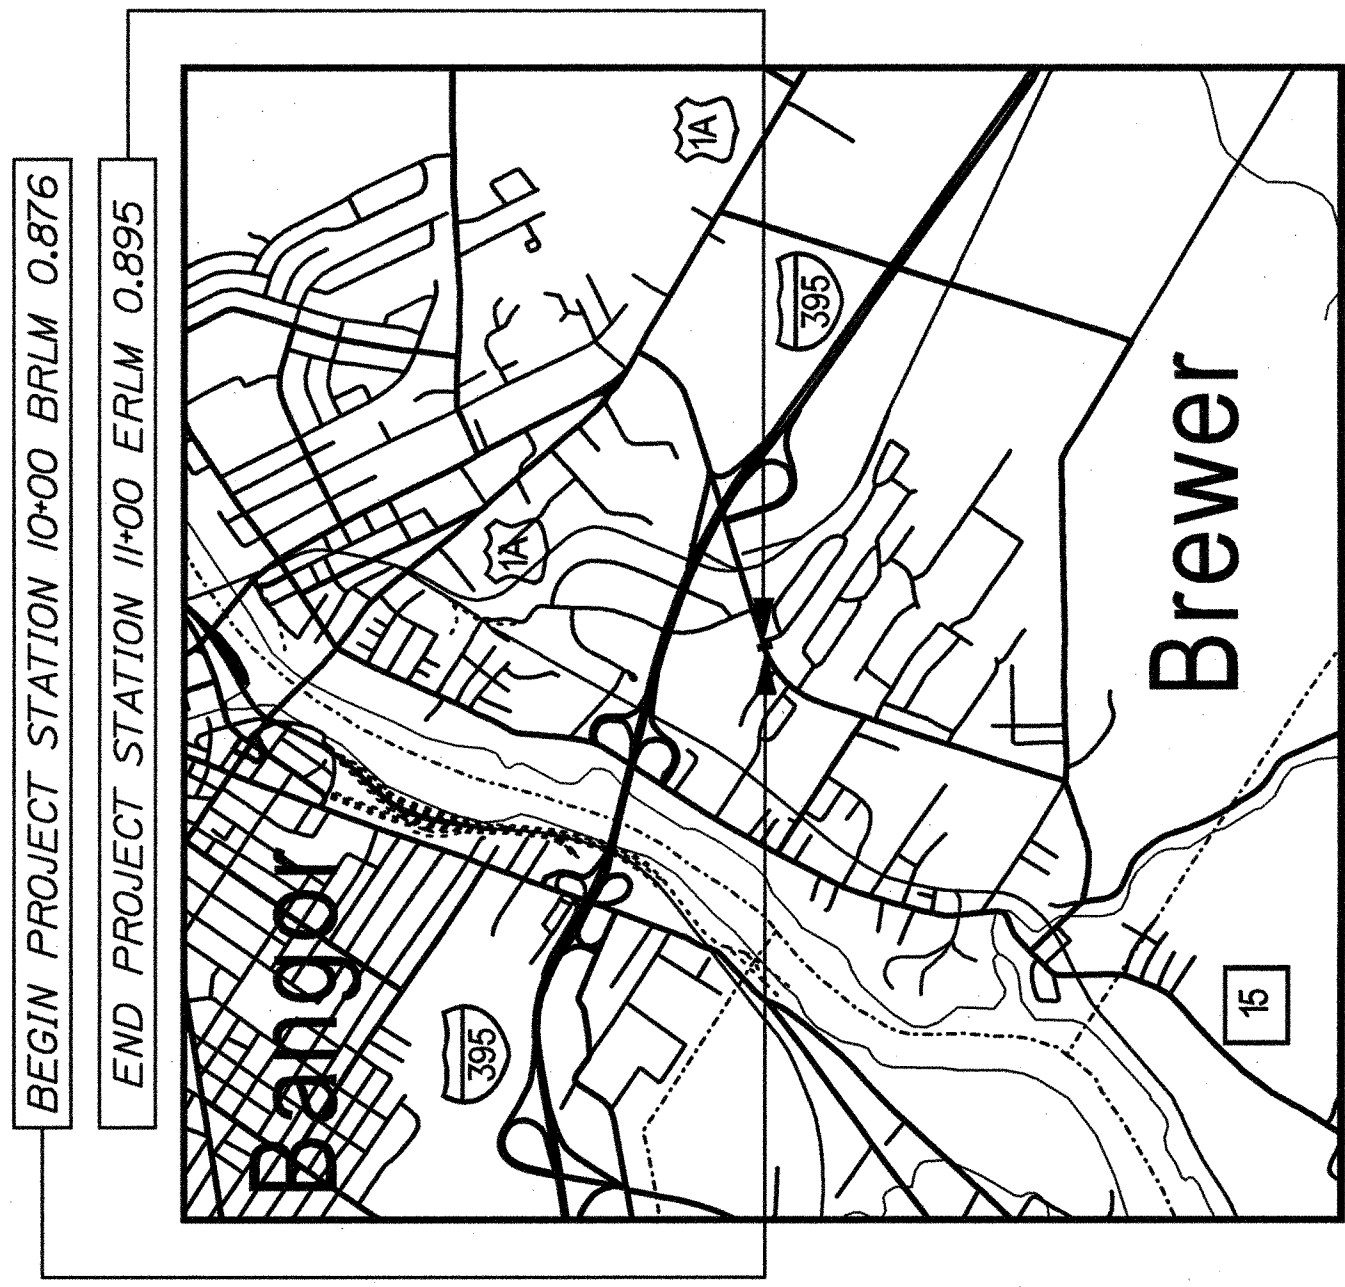 BEGIN PROJECT STATION 10+00 BRLM 0.876
END PROJECT STATION 11+00 ERLM 0.895
Bangor
395
1A
1A
395
Brewer
15